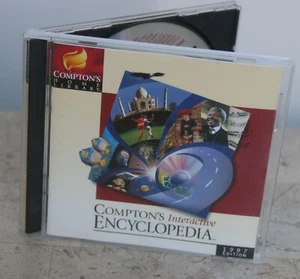 COMPTON'S
HOME
LIBRARY
COMPTON'S Interactive
ENCYCLOPEDIA
1997
EDITION